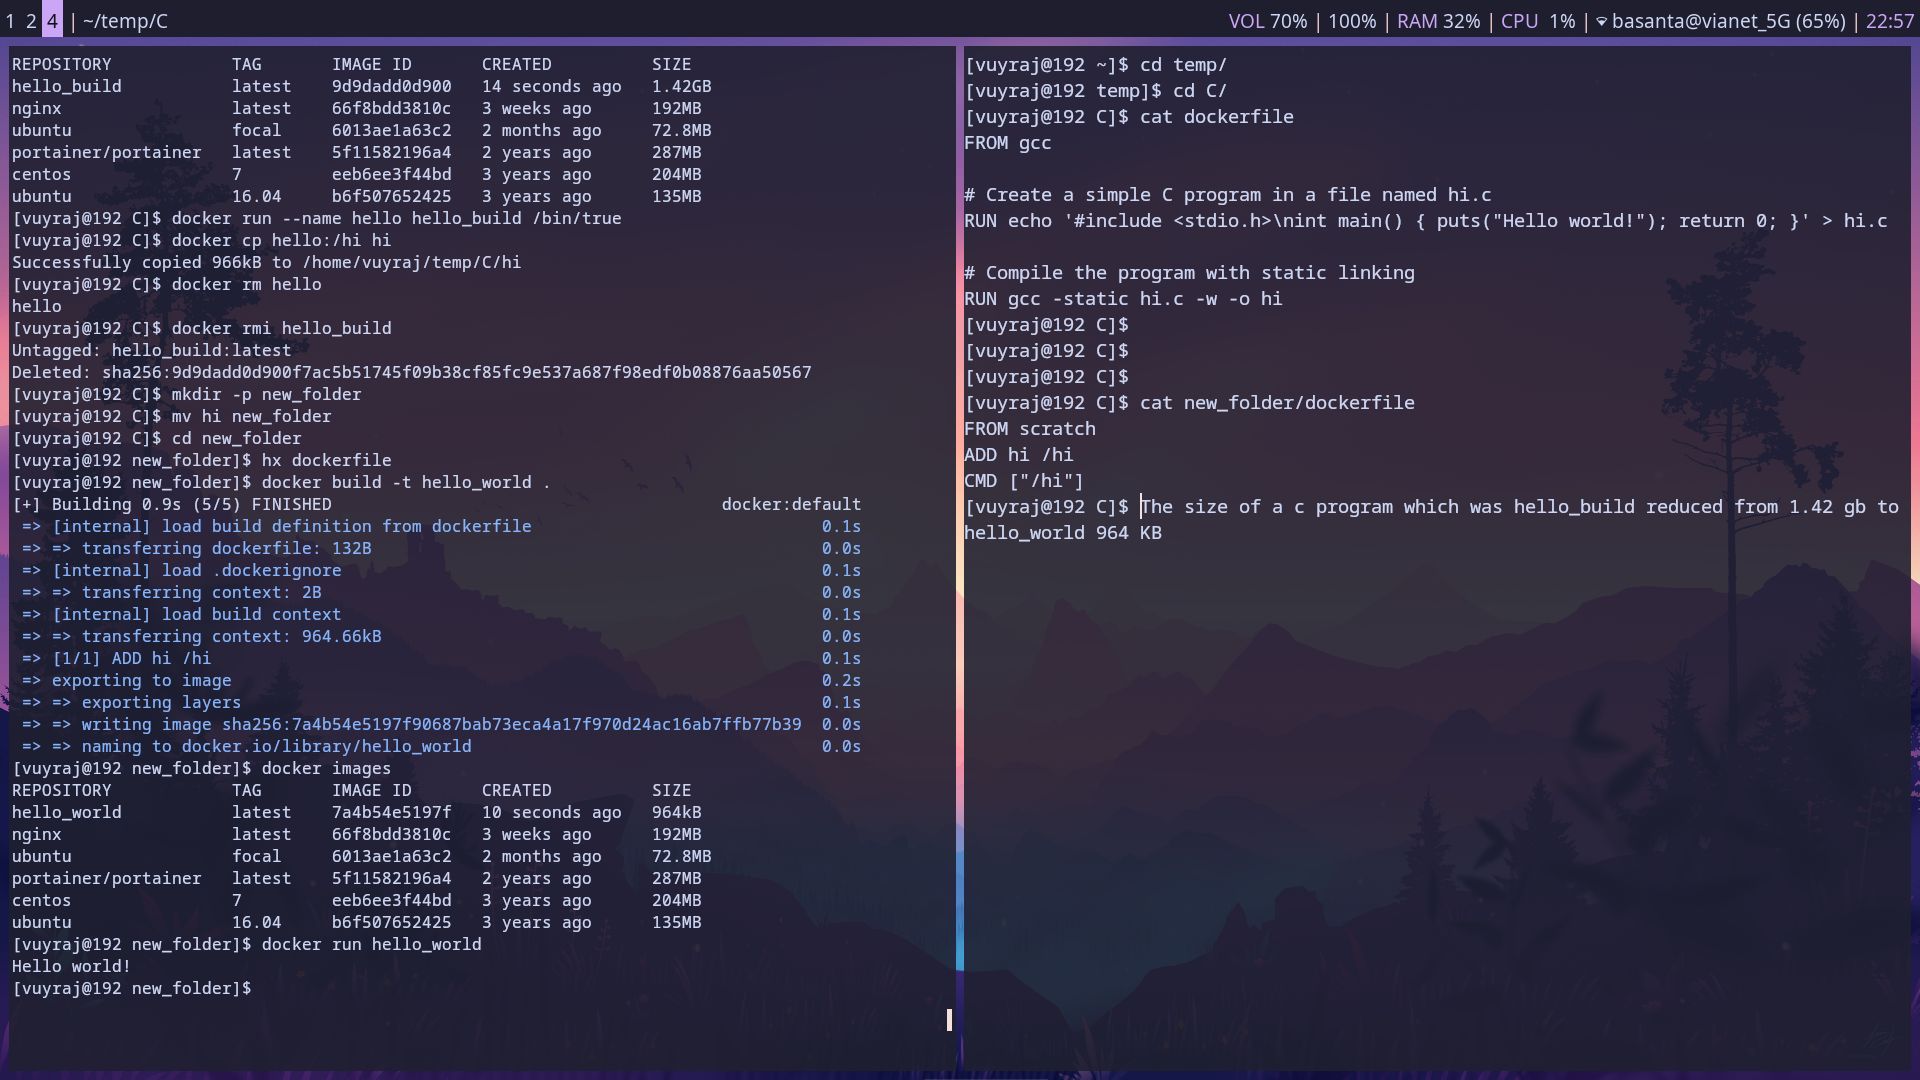 1 2 4 | ~/temp/C
VOL 70% | 100% | RAM 32% | CPU 1% | basanta@vianet_5G (65%) | 22:57
REPOSITORY TAG IMAGE ID CREATED SIZE
hello_build latest 9d9dadd0d900 14 seconds ago 1.42GB
nginx latest 66f8bdd3810c 3 weeks ago 192MB
ubuntu focal 6013ae1a63c2 2 months ago 72.8MB
portainer/portainer latest 5f11582196a4 2 years ago 287MB
centos 7 eeb6ee3f44bd 3 years ago 204MB
ubuntu 16.04 b6f507652425 3 years ago 135MB
[vuyraj@192 C]$ docker run --name hello hello_build /bin/true
[vuyraj@192 C]$ docker cp hello:/hi hi
Successfully copied 966kB to /home/vuyraj/temp/C/hi
[vuyraj@192 C]$ docker rm hello
hello
[vuyraj@192 C]$ docker rmi hello_build
Untagged: hello_build:latest
Deleted: sha256:9d9dadd0d900f7ac5b51745f09b38cf85fc9e537a687f98edf0b08876aa50567
[vuyraj@192 C]$ mkdir -p new_folder
[vuyraj@192 C]$ mv hi new_folder
[vuyraj@192 C]$ cd new_folder
[vuyraj@192 new_folder]$ hx dockerfile
[vuyraj@192 new_folder]$ docker build -t hello_world .
[+] Building 0.9s (5/5) FINISHED docker:default
=> [internal] load build definition from dockerfile 0.1s
=> => transferring dockerfile: 132B 0.0s
=> [internal] load .dockerignore 0.1s
=> => transferring context: 2B 0.0s
=> [internal] load build context 0.1s
=> => transferring context: 964.66kB 0.0s
=> [1/1] ADD hi /hi 0.1s
=> exporting to image 0.2s
=> => exporting layers 0.1s
=> => writing image sha256:7a4b54e5197f90687bab73eca4a17f970d24ac16ab7ffb77b39 0.0s
=> => naming to docker.io/library/hello_world 0.0s
[vuyraj@192 new_folder]$ docker images
REPOSITORY TAG IMAGE ID CREATED SIZE
hello_world latest 7a4b54e5197f 10 seconds ago 964kB
nginx latest 66f8bdd3810c 3 weeks ago 192MB
ubuntu focal 6013ae1a63c2 2 months ago 72.8MB
portainer/portainer latest 5f11582196a4 2 years ago 287MB
centos 7 eeb6ee3f44bd 3 years ago 204MB
ubuntu 16.04 b6f507652425 3 years ago 135MB
[vuyraj@192 new_folder]$ docker run hello_world
Hello world!
[vuyraj@192 new_folder]$
[vuyraj@192 ~]$ cd temp/
[vuyraj@192 temp]$ cd C/
[vuyraj@192 C]$ cat dockerfile
FROM gcc
# Create a simple C program in a file named hi.c
RUN echo '#include <stdio.h>\nint main() { puts("Hello world!"); return 0; }' > hi.c
# Compile the program with static linking
RUN gcc -static hi.c -w -o hi
[vuyraj@192 C]$
[vuyraj@192 C]$
[vuyraj@192 C]$
[vuyraj@192 C]$ cat new_folder/dockerfile
FROM scratch
ADD hi /hi
CMD ["/hi"]
[vuyraj@192 C]$ The size of a c program which was hello_build reduced from 1.42 gb to
hello_world 964 KB